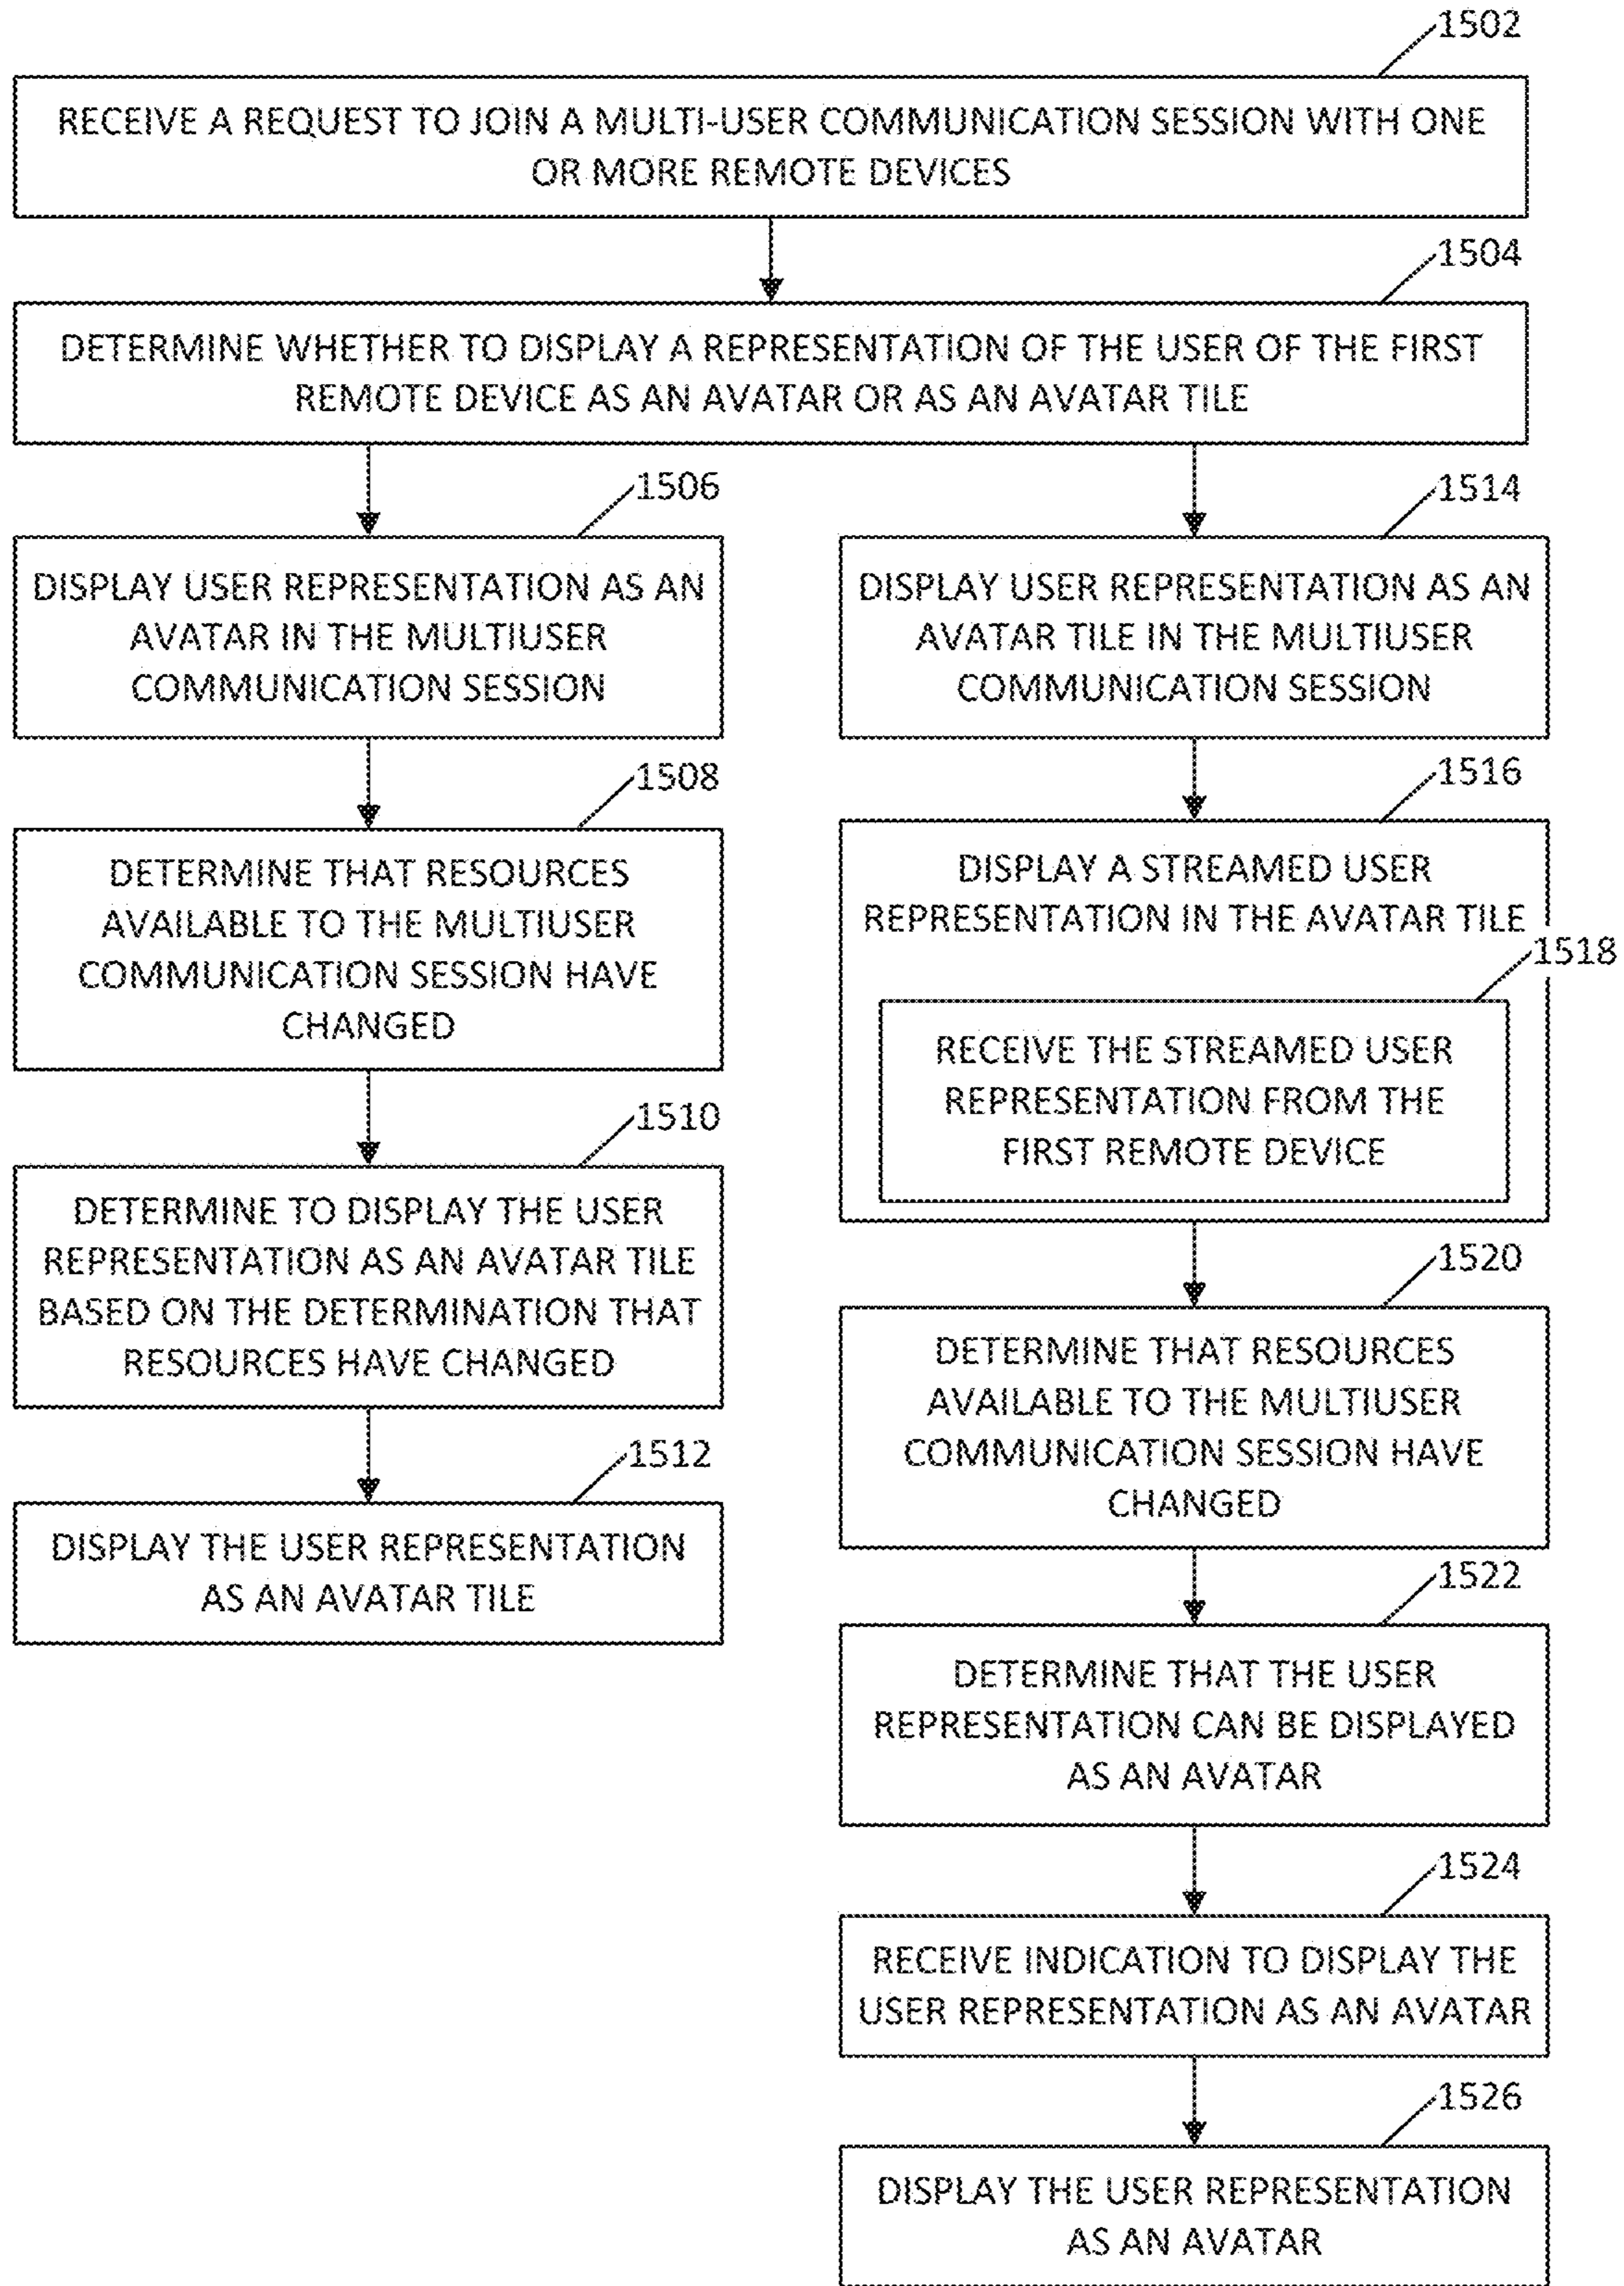 1502
RECEIVE A REQUEST TO JOIN A MULTI-USER COMMUNICATION SESSION WITH ONE
OR MORE REMOTE DEVICES
1504
DETERMINE WHETHER TO DISPLAY A REPRESENTATION OF THE USER OF THE FIRST
REMOTE DEVICE AS AN AVATAR OR AS AN AVATAR TILE
1506
DISPLAY USER REPRESENTATION AS AN
AVATAR IN THE MULTIUSER
COMMUNICATION SESSION
1508
DETERMINE THAT RESOURCES
AVAILABLE TO THE MULTIUSER
COMMUNICATION SESSION HAVE
CHANGED
1510
DETERMINE TO DISPLAY THE USER
REPRESENTATION AS AN AVATAR TILE
BASED ON THE DETERMINATION THAT
RESOURCES HAVE CHANGED
1512
DISPLAY THE USER REPRESENTATION
AS AN AVATAR TILE
1514
DISPLAY USER REPRESENTATION AS AN
AVATAR TILE IN THE MULTIUSER
COMMUNICATION SESSION
1516
DISPLAY A STREAMED USER
REPRESENTATION IN THE AVATAR TILE
1518
RECEIVE THE STREAMED USER
REPRESENTATION FROM THE
FIRST REMOTE DEVICE
1520
DETERMINE THAT RESOURCES
AVAILABLE TO THE MULTIUSER
COMMUNICATION SESSION HAVE
CHANGED
1522
DETERMINE THAT THE USER
REPRESENTATION CAN BE DISPLAYED
AS AN AVATAR
1524
RECEIVE INDICATION TO DISPLAY THE
USER REPRESENTATION AS AN AVATAR
1526
DISPLAY THE USER REPRESENTATION
AS AN AVATAR